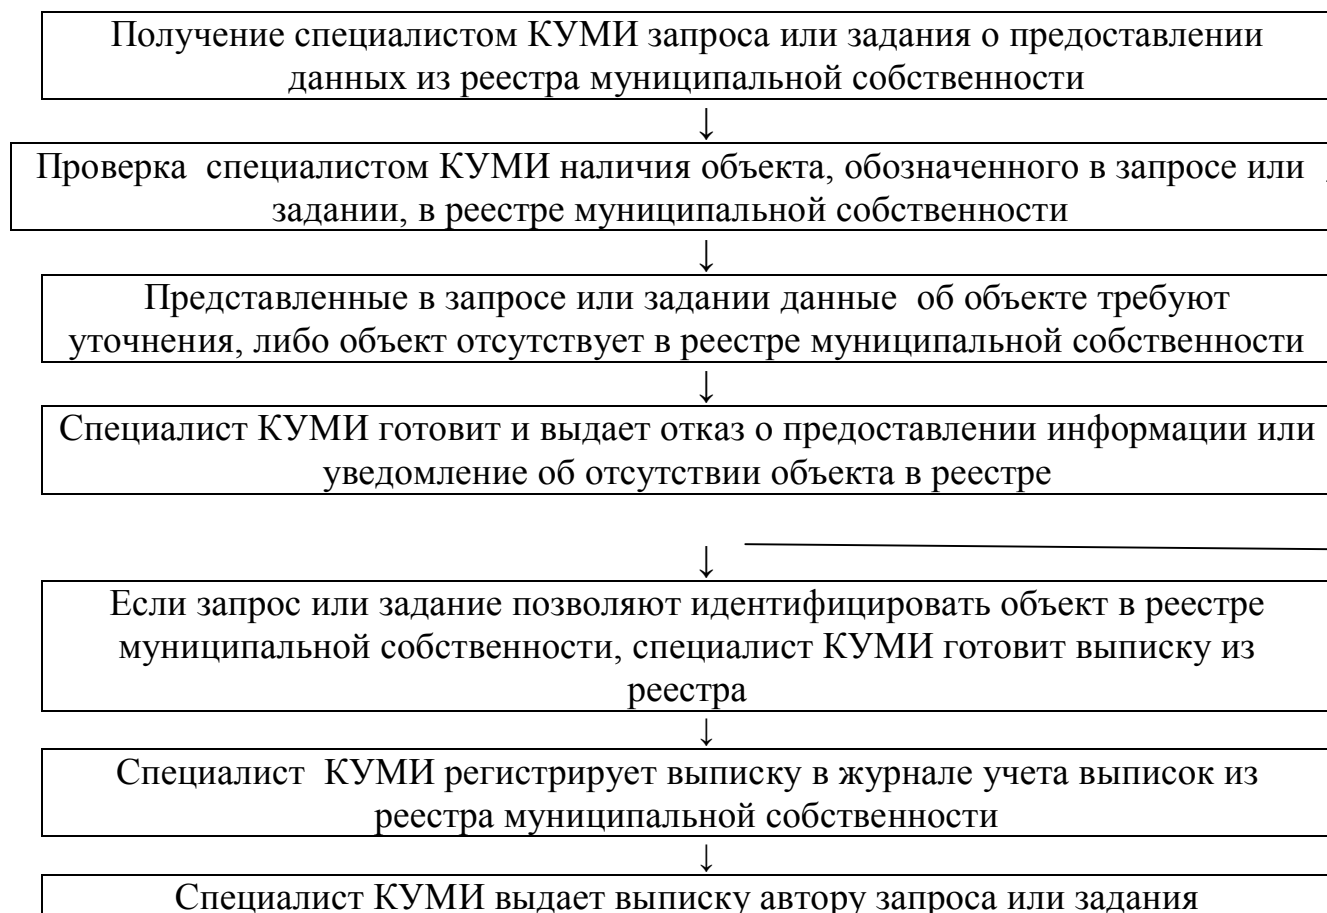 Получение специалистом КУМИ запроса или задания о предоставлении
данных из реестра муниципальной собственности
↓
Проверка специалистом КУМИ наличия объекта, обозначенного в запросе или
задании, в реестре муниципальной собственности
↓
Представленные в запросе или задании данные об объекте требуют
уточнения, либо объект отсутствует в реестре муниципальной собственности
↓
Специалист КУМИ готовит и выдает отказ о предоставлении информации или
уведомление об отсутствии объекта в реестре
↓
Если запрос или задание позволяют идентифицировать объект в реестре
муниципальной собственности, специалист КУМИ готовит выписку из
реестра
↓
Специалист КУМИ регистрирует выписку в журнале учета выписок из
реестра муниципальной собственности
↓
Специалист КУМИ выдает выписку автору запроса или задания